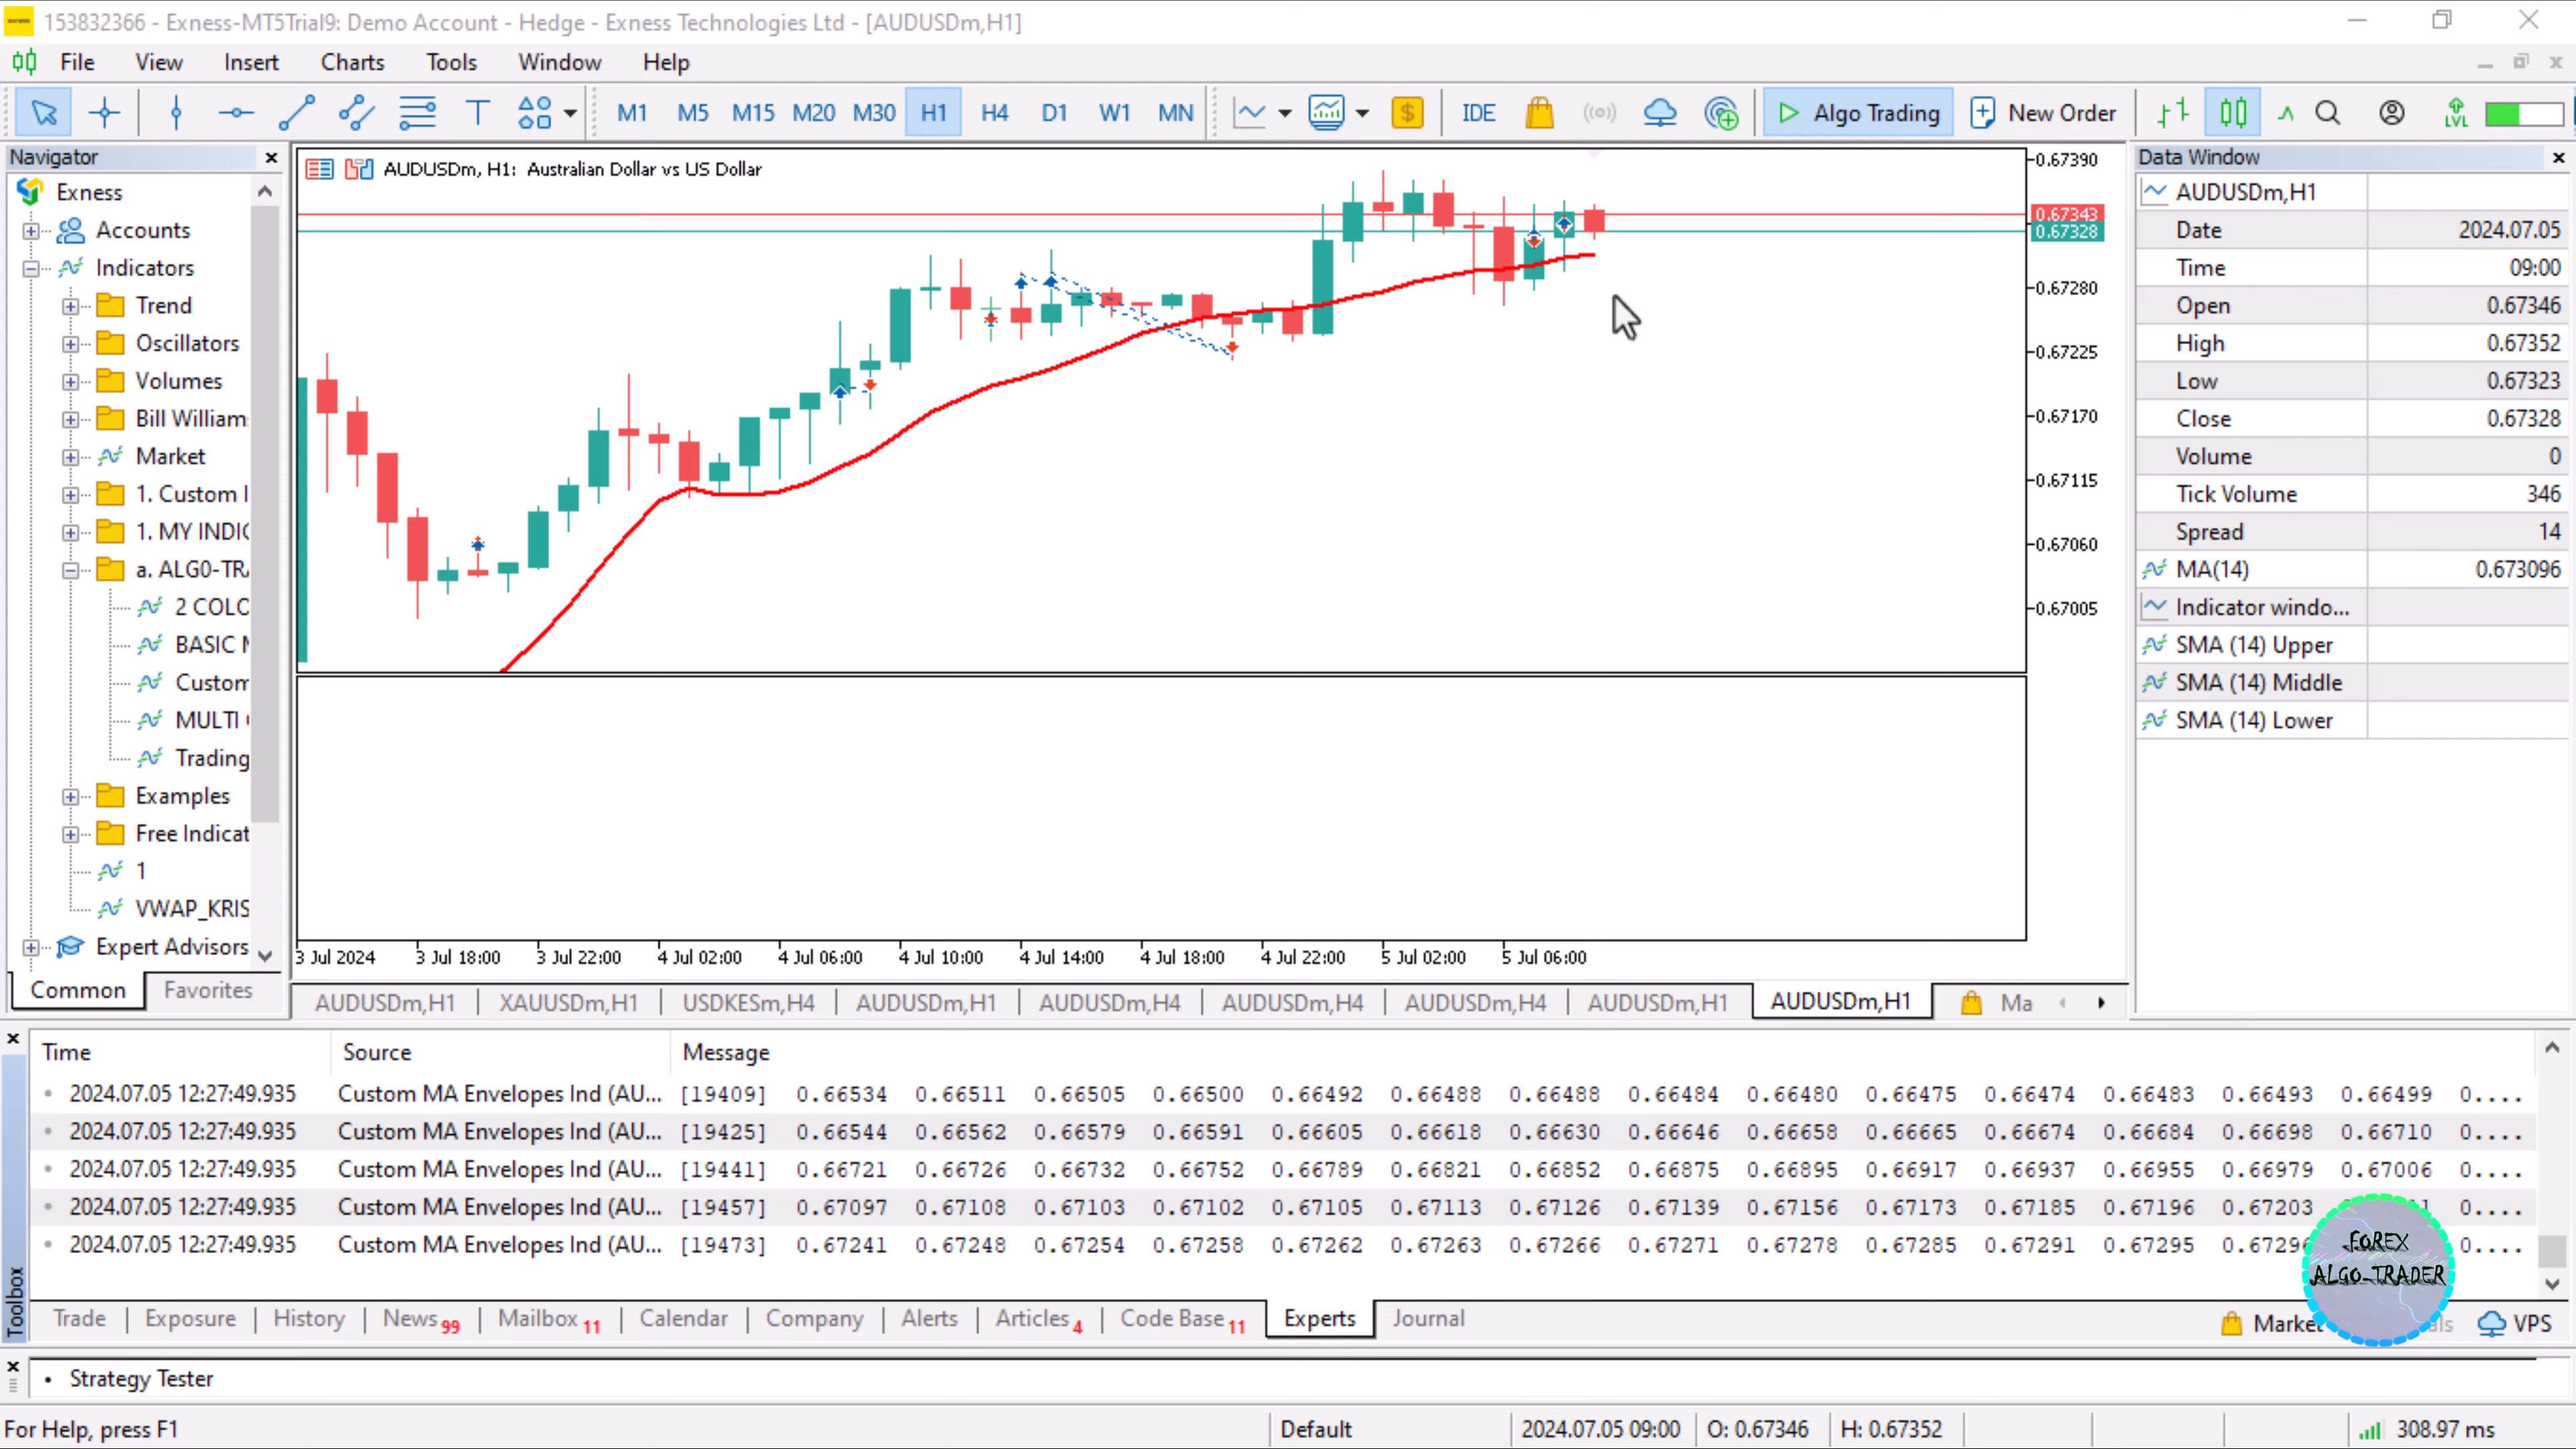 153832366 - Exness-MT5Trial9: Demo Account - Hedge - Exness Technologies Ltd - [AUDUSDm,H1]
File View Insert Charts Tools Window Help
M1 M5 M15 M20 M30 H1 H4 D1 W1 MN IDE Algo Trading New Order LVL
Navigator
Exness
Accounts
Indicators
Trend
Oscillators
Volumes
Bill William
Market
1. Custom I
1. MY INDIC
a. ALG0-TRA
2 COLO
BASIC M
Custom
MULTI
Trading
Examples
Free Indicat
1
VWAP_KRIS
Expert Advisors
Common Favorites
AUDUSDm, H1: Australian Dollar vs US Dollar
0.67390
0.67343
0.67328
0.67280
0.67225
0.67170
0.67115
0.67060
0.67005
3 Jul 2024 3 Jul 18:00 3 Jul 22:00 4 Jul 02:00 4 Jul 06:00 4 Jul 10:00 4 Jul 14:00 4 Jul 18:00 4 Jul 22:00 5 Jul 02:00 5 Jul 06:00
AUDUSDm,H1 XAUUSDm,H1 USDKESm,H4 AUDUSDm,H1 AUDUSDm,H4 AUDUSDm,H4 AUDUSDm,H4 AUDUSDm,H1 AUDUSDm,H1 Ma
Data Window
AUDUSDm,H1
Date 2024.07.05
Time 09:00
Open 0.67346
High 0.67352
Low 0.67323
Close 0.67328
Volume 0
Tick Volume 346
Spread 14
MA(14) 0.673096
Indicator windo...
SMA (14) Upper
SMA (14) Middle
SMA (14) Lower
Time Source Message
2024.07.05 12:27:49.935 Custom MA Envelopes Ind (AU... [19409] 0.66534 0.66511 0.66505 0.66500 0.66492 0.66488 0.66488 0.66484 0.66480 0.66475 0.66474 0.66483 0.66493 0.66499 0....
2024.07.05 12:27:49.935 Custom MA Envelopes Ind (AU... [19425] 0.66544 0.66562 0.66579 0.66591 0.66605 0.66618 0.66630 0.66646 0.66658 0.66665 0.66674 0.66684 0.66698 0.66710 0....
2024.07.05 12:27:49.935 Custom MA Envelopes Ind (AU... [19441] 0.66721 0.66726 0.66732 0.66752 0.66789 0.66821 0.66852 0.66875 0.66895 0.66917 0.66937 0.66955 0.66979 0.67006 0....
2024.07.05 12:27:49.935 Custom MA Envelopes Ind (AU... [19457] 0.67097 0.67108 0.67103 0.67102 0.67105 0.67113 0.67126 0.67139 0.67156 0.67173 0.67185 0.67196 0.67203 0....
2024.07.05 12:27:49.935 Custom MA Envelopes Ind (AU... [19473] 0.67241 0.67248 0.67254 0.67258 0.67262 0.67263 0.67266 0.67271 0.67278 0.67285 0.67291 0.67295 0.67296 0....
FOREX
ALGO-TRADER
Toolbox
Trade Exposure History News 99 Mailbox 11 Calendar Company Alerts Articles 4 Code Base 11 Experts Journal Market VPS
Strategy Tester
For Help, press F1 Default 2024.07.05 09:00 O: 0.67346 H: 0.67352 308.97 ms